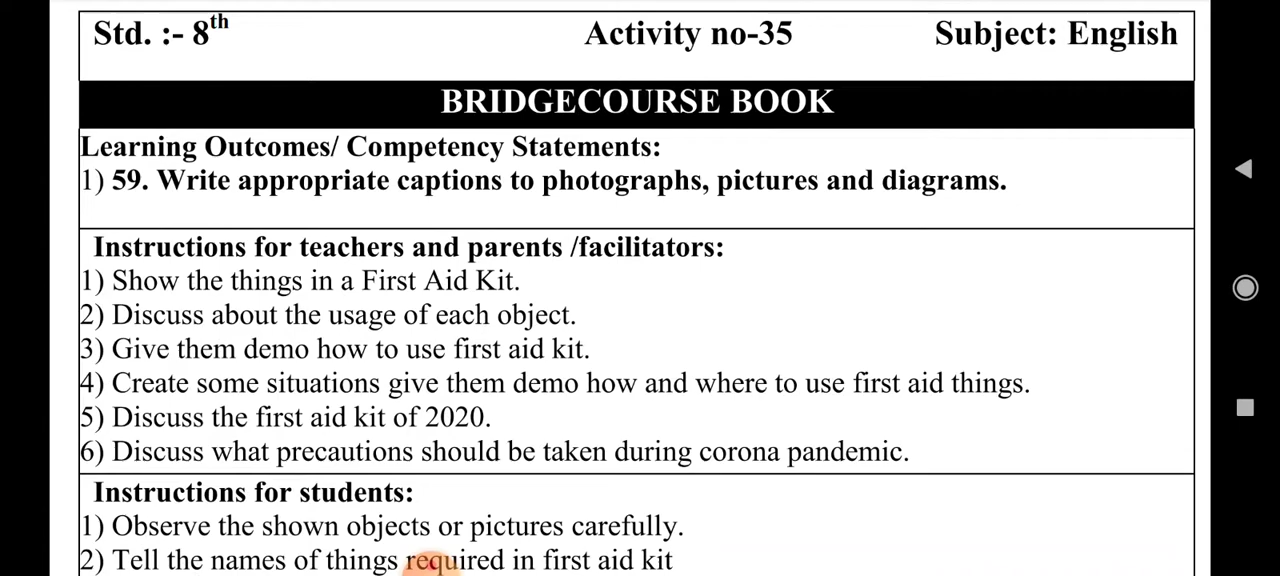 Std. :- 8th Activity no-35 Subject: English
BRIDGECOURSE BOOK
Learning Outcomes/ Competency Statements:
1) 59. Write appropriate captions to photographs, pictures and diagrams.
Instructions for teachers and parents /facilitators:
1) Show the things in a First Aid Kit.
2) Discuss about the usage of each object.
3) Give them demo how to use first aid kit.
4) Create some situations give them demo how and where to use first aid things.
5) Discuss the first aid kit of 2020.
6) Discuss what precautions should be taken during corona pandemic.
Instructions for students:
1) Observe the shown objects or pictures carefully.
2) Tell the names of things required in first aid kit